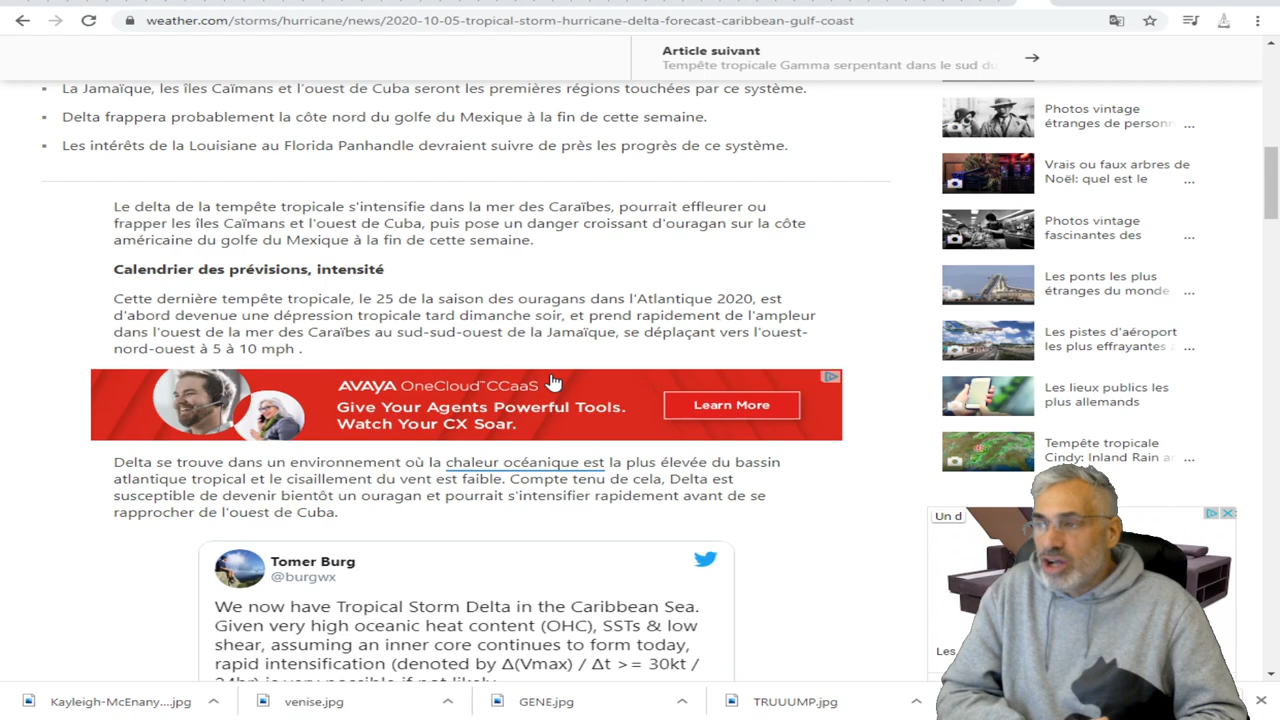 weather.com/storms/hurricane/news/2020-10-05-tropical-storm-hurricane-delta-forecast-caribbean-gulf-coast
Article suivant
Tempête tropicale Gamma serpentant dans le sud du
La Jamaïque, les îles Caïmans et l'ouest de Cuba seront les premières régions touchées par ce système.
Delta frappera probablement la côte nord du golfe du Mexique à la fin de cette semaine.
Les intérêts de la Louisiane au Florida Panhandle devraient suivre de près les progrès de ce système.
Le delta de la tempête tropicale s'intensifie dans la mer des Caraïbes, pourrait effleurer ou
frapper les îles Caïmans et l'ouest de Cuba, puis pose un danger croissant d'ouragan sur la côte
américaine du golfe du Mexique à la fin de cette semaine.
Calendrier des prévisions, intensité
Cette dernière tempête tropicale, le 25 de la saison des ouragans dans l'Atlantique 2020, est
d'abord devenue une dépression tropicale tard dimanche soir, et prend rapidement de l'ampleur
dans l'ouest de la mer des Caraïbes au sud-sud-ouest de la Jamaïque, se déplaçant vers l'ouest-
nord-ouest à 5 à 10 mph .
AVAYA OneCloud™CCaaS
Give Your Agents Powerful Tools.
Watch Your CX Soar.
Learn More
Delta se trouve dans un environnement où la chaleur océanique est la plus élevée du bassin
atlantique tropical et le cisaillement du vent est faible. Compte tenu de cela, Delta est
susceptible de devenir bientôt un ouragan et pourrait s'intensifier rapidement avant de se
rapprocher de l'ouest de Cuba.
Tomer Burg
@burgwx
We now have Tropical Storm Delta in the Caribbean Sea.
Given very high oceanic heat content (OHC), SSTs & low
shear, assuming an inner core continues to form today,
rapid intensification (denoted by Δ(Vmax) / Δt >= 30kt /
Photos vintage
étranges de personn ...
Vrais ou faux arbres de
Noël: quel est le ...
Photos vintage
fascinantes des ...
Les ponts les plus
étranges du monde ...
Les pistes d'aéroport
les plus effrayantes ...
Les lieux publics les
plus allemands
Tempête tropicale
Cindy: Inland Rain ...
Un d
Les
Kayleigh-McEnany....jpg
venise.jpg
GENE.jpg
TRUUUMP.jpg